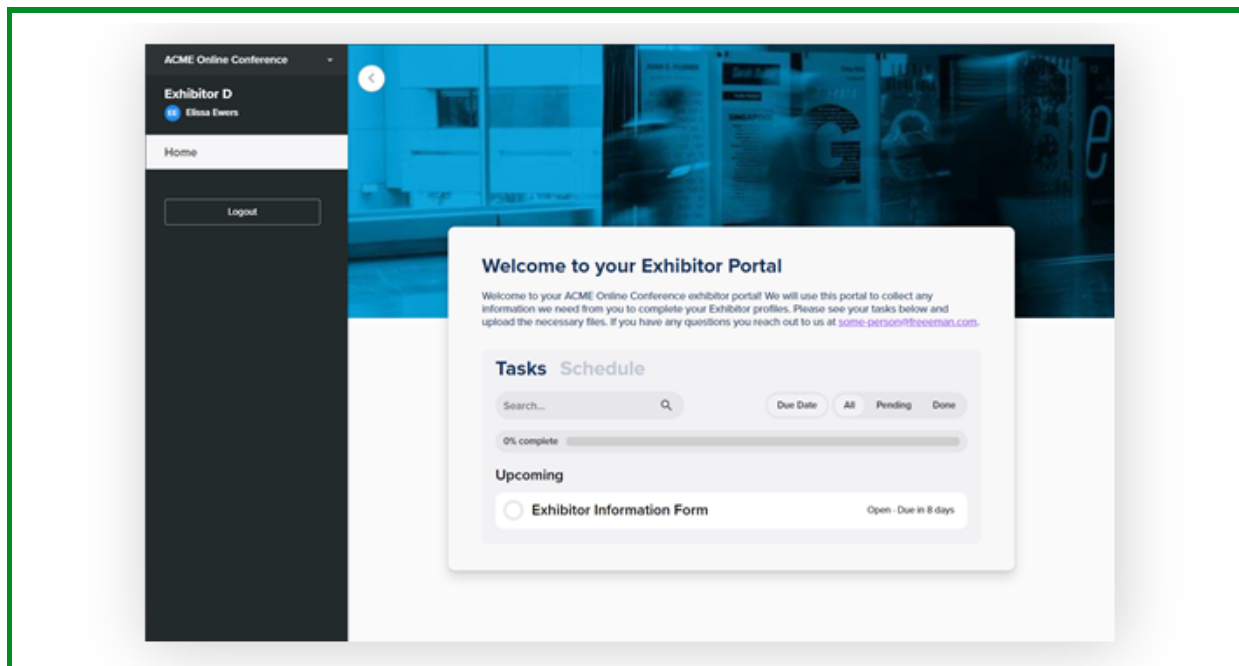 ACME Online Conference
Exhibitor D
EE Elissa Ewers
Home
Logout
SINGAPORE
G
e
Welcome to your Exhibitor Portal
Welcome to your ACME Online Conference exhibitor portal! We will use this portal to collect any
information we need from you to complete your Exhibitor profiles. Please see your tasks below and
upload the necessary files. If you have any questions you reach out to us at some-person@freeeman.com.
Tasks Schedule
Search... Due Date All Pending Done
0% complete
Upcoming
Exhibitor Information Form Open - Due in 8 days